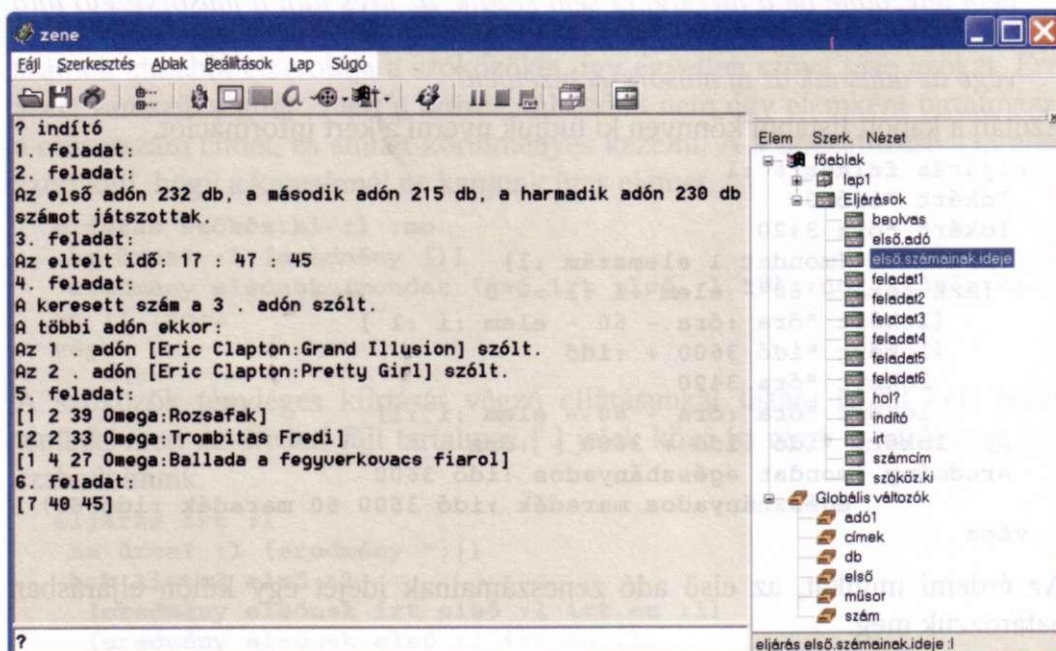 zene
Fájl Szerkesztés Ablak Beállítások Lap Súgó
? indító
1. feladat:
2. feladat:
Az első adón 232 db, a második adón 215 db, a harmadik adón 230 db
számot játszottak.
3. feladat:
Az eltelt idő: 17 : 47 : 45
4. feladat:
A keresett szám a 3 . adón szólt.
A többi adón ekkor:
Az 1 . adón [Eric Clapton:Grand Illusion] szólt.
Az 2 . adón [Eric Clapton:Pretty Girl] szólt.
5. feladat:
[1 2 39 Omega:Rozsafak]
[2 2 33 Omega:Trombitas Fredi]
[1 4 27 Omega:Ballada a fegyverkovacs fiarol]
6. feladat:
[7 40 45]
?
Elem Szerk. Nézet
főablak
lap1
Eljárások
beolvas
első.adó
első.számainak.ideje
feladat1
feladat2
feladat3
feladat4
feladat5
feladat6
hol?
indító
irt
számcím
szóköz.ki
Globális változók
adó1
címek
db
első
műsor
szám
eljárás első.számainak.ideje :l